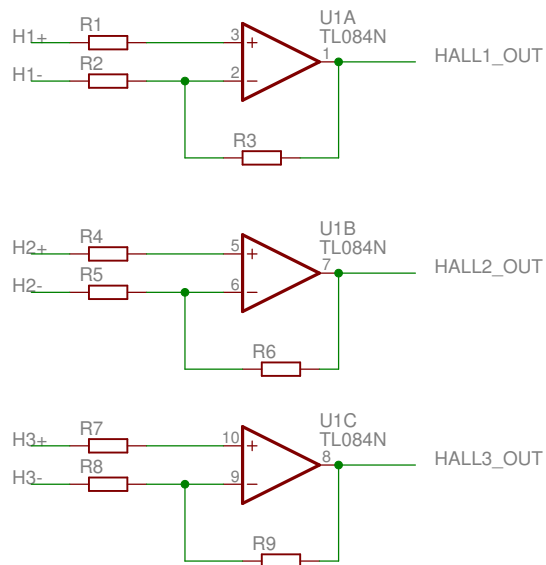 U1A
TL084N
H1+ R1 3 +
1 HALL1_OUT
H1- R2 2 −
R3
U1B
TL084N
H2+ R4 5 +
7 HALL2_OUT
H2- R5 6 −
R6
U1C
TL084N
H3+ R7 10 +
8 HALL3_OUT
H3- R8 9 −
R9